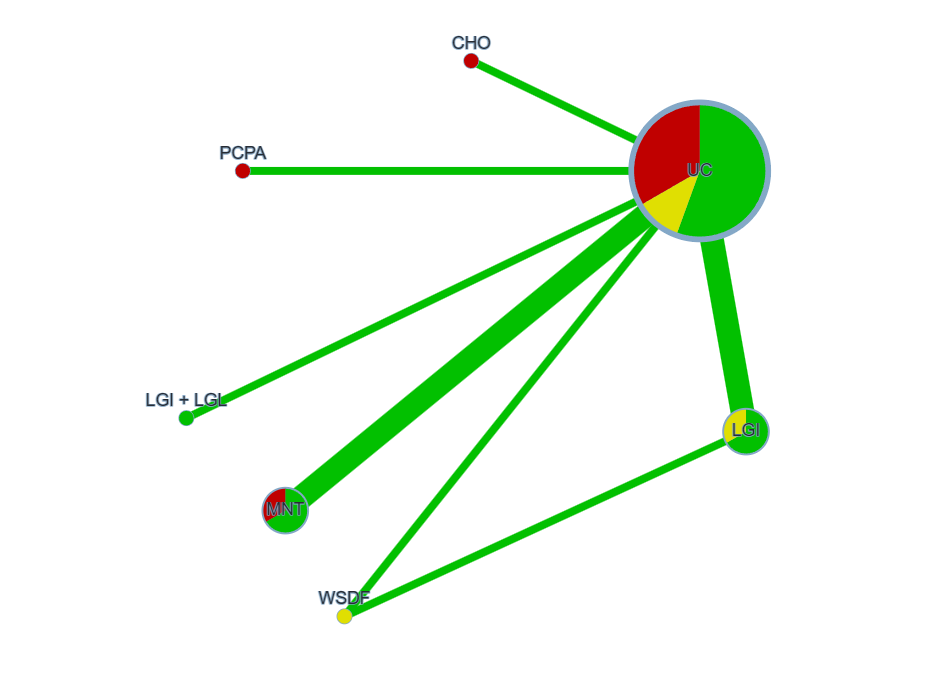 CHO
PCPA
UC
LGI + LGL
LGI
MNT
WSDF